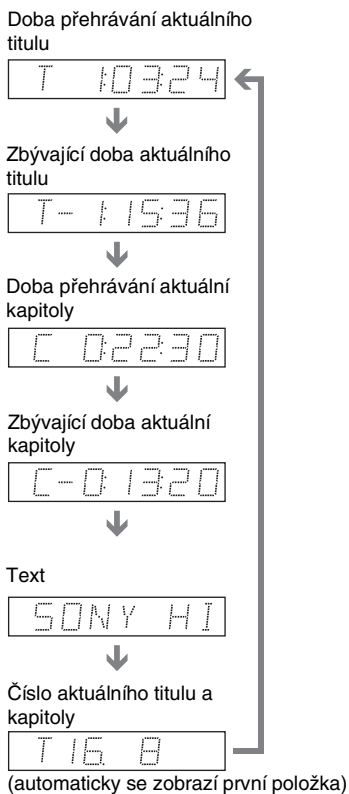 Doba přehrávání aktuálního
titulu
T 1:03:24
Zbývající doba aktuálního
titulu
T- 1:15:36
Doba přehrávání aktuální
kapitoly
C 0:22:30
Zbývající doba aktuální
kapitoly
C-0:13:20
Text
SONY HI
Číslo aktuálního titulu a
kapitoly
T 16. 8
(automaticky se zobrazí první položka)